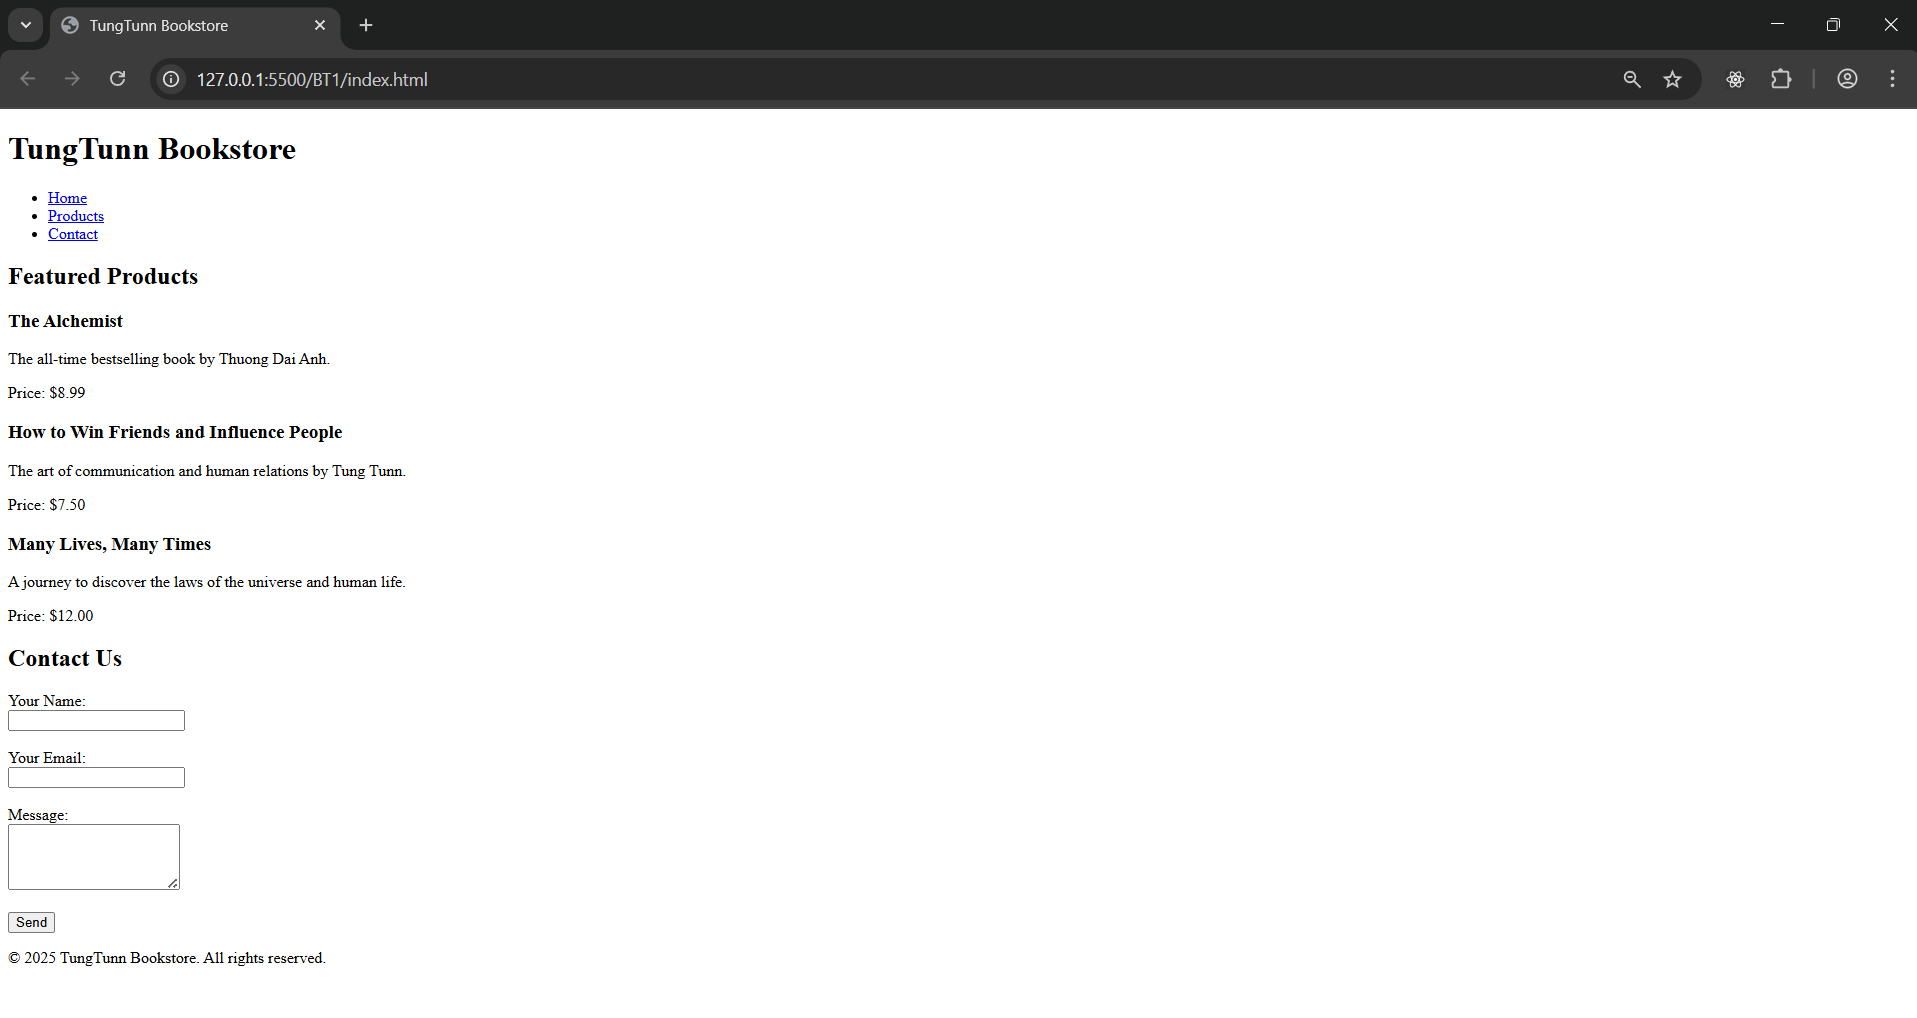 TungTunn Bookstore
127.0.0.1:5500/BT1/index.html
TungTunn Bookstore
Home
Products
Contact
Featured Products
The Alchemist
The all-time bestselling book by Thuong Dai Anh.
Price: $8.99
How to Win Friends and Influence People
The art of communication and human relations by Tung Tunn.
Price: $7.50
Many Lives, Many Times
A journey to discover the laws of the universe and human life.
Price: $12.00
Contact Us
Your Name:
Your Email:
Message:
Send
© 2025 TungTunn Bookstore. All rights reserved.